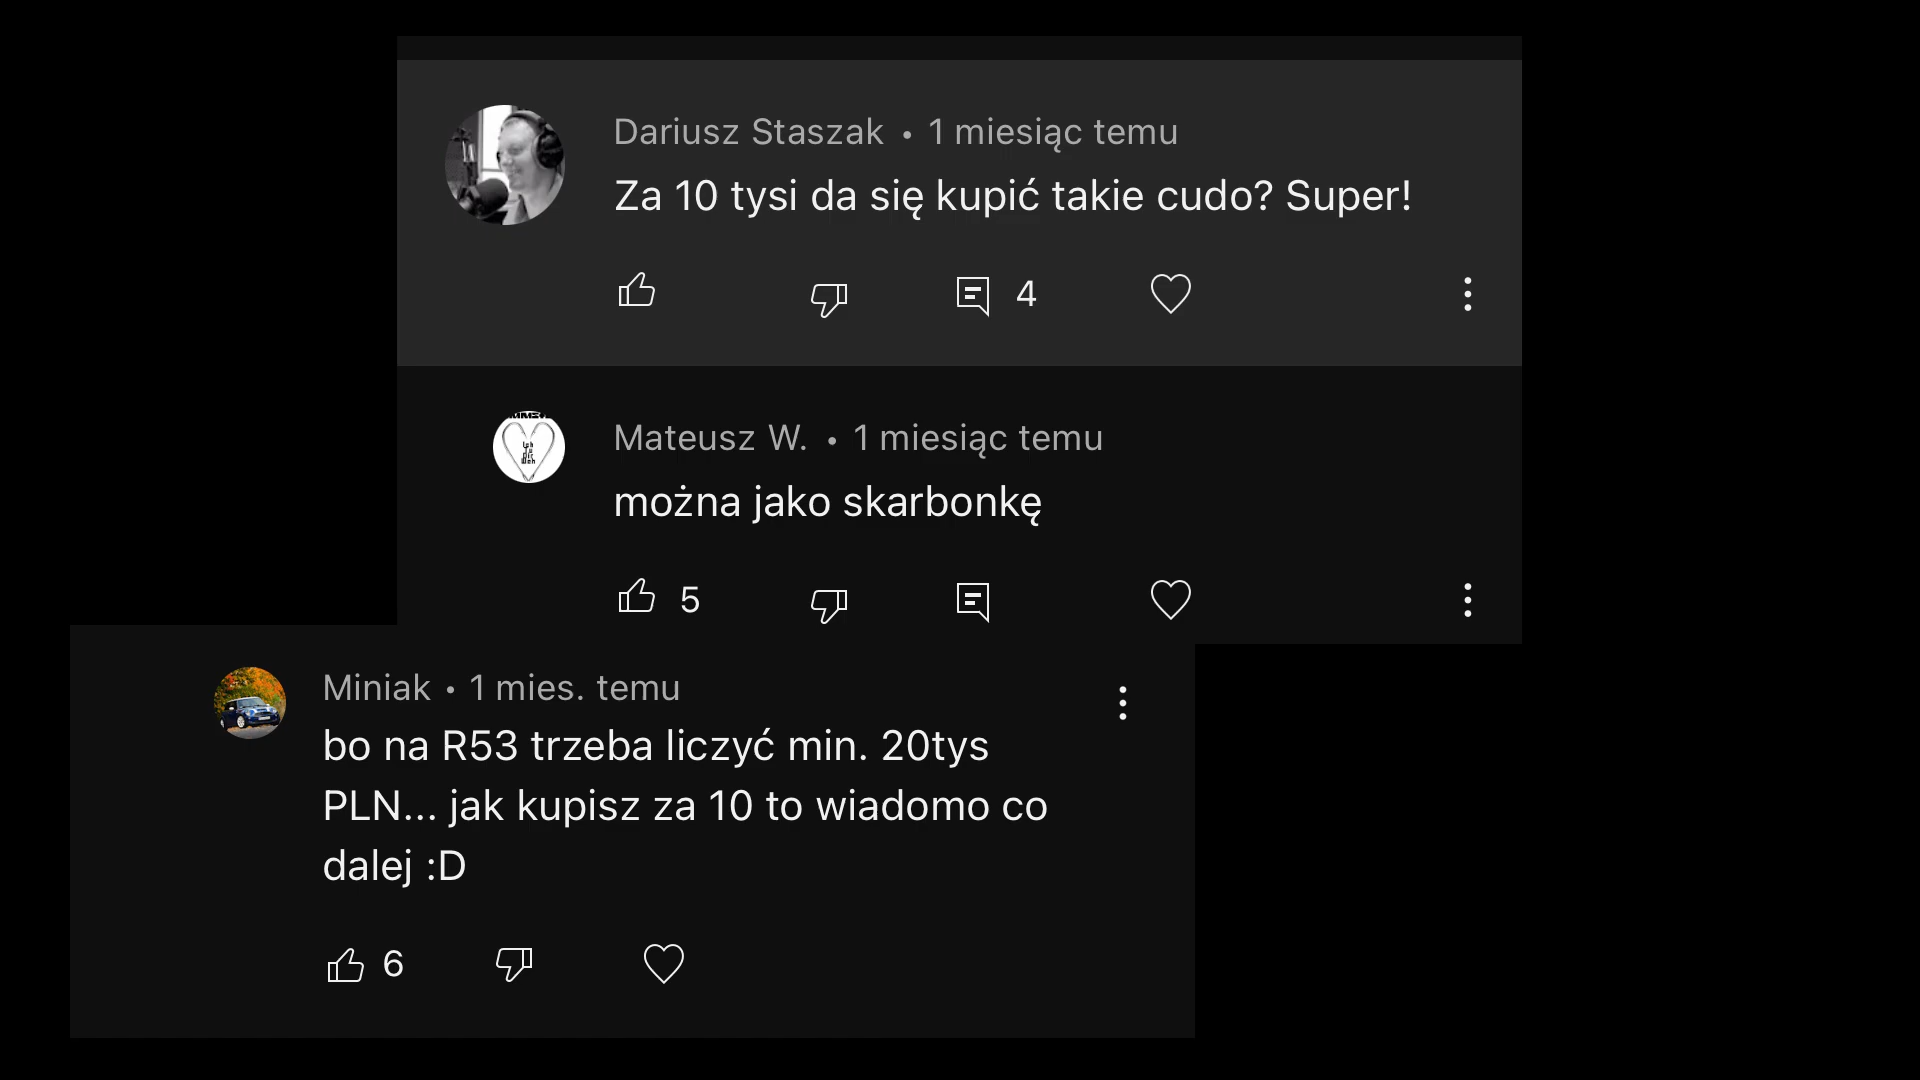 Dariusz Staszak • 1 miesiąc temu
Za 10 tysi da się kupić takie cudo? Super!
4
Mateusz W. • 1 miesiąc temu
można jako skarbonkę
5
Miniak • 1 mies. temu
bo na R53 trzeba liczyć min. 20tys
PLN... jak kupisz za 10 to wiadomo co
dalej :D
6